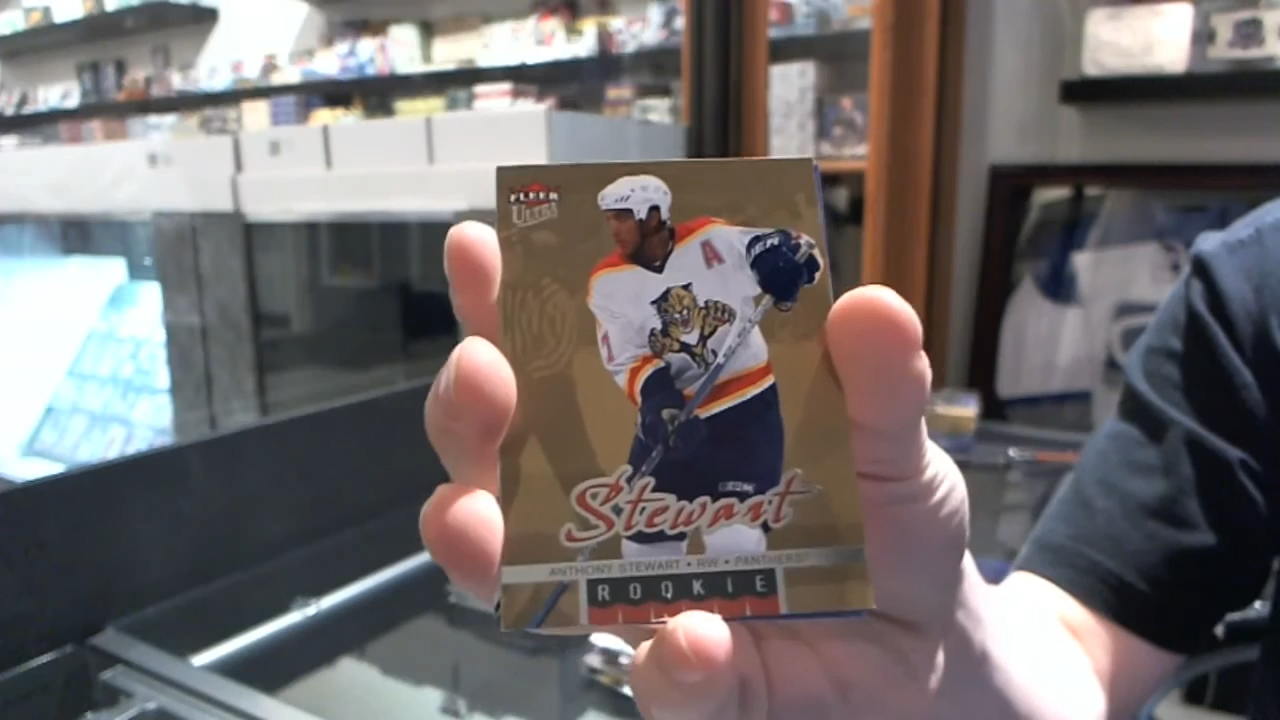 FLEER
ULTRA
A
Stewart
ANTHONY STEWART • RW • PANTHERS
ROOKIE